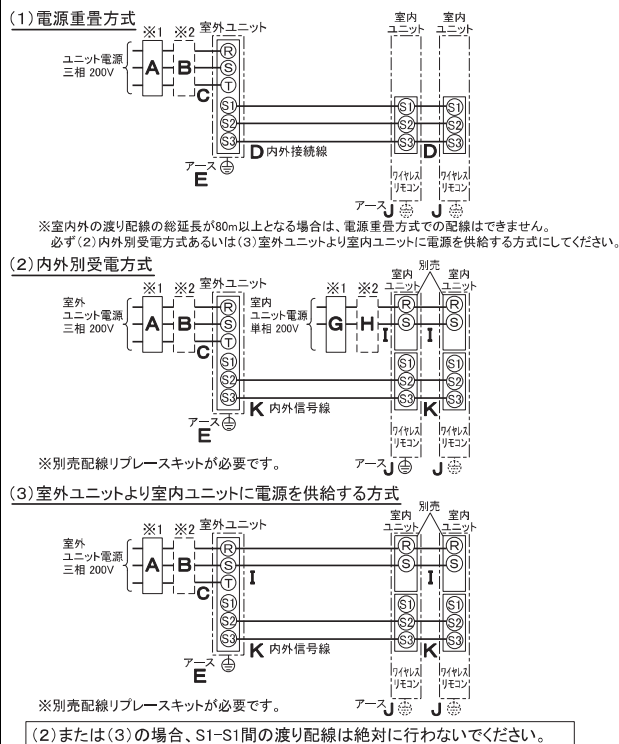 (1)電源重畳方式
※1 ※2 室外ユニット
室内
ユニット
室内
ユニット
ユニット電源
三相 200V
A
B
C
R
S
T
S1
S2
S3
D 内外接続線
アース
E
S1
S2
S3
D
S1
S2
S3
ワイヤレス
リモコン
ワイヤレス
リモコン
アース J
J
※室内外の渡り配線の総延長が80m以上となる場合は、電源重畳方式での配線はできません。
必ず(2)内外別受電方式あるいは(3)室外ユニットより室内ユニットに電源を供給する方式にしてください。
(2)内外別受電方式
※1 ※2 室外ユニット
※1 ※2
室内
ユニット
別売
室内
ユニット
室外
ユニット電源
三相 200V
A
B
C
R
S
T
S1
S2
S3
室内
ユニット電源
単相 200V
G
H
I
R
S
I
R
S
S1
S2
S3
S1
S2
S3
K 内外信号線
K
アース
E
ワイヤレス
リモコン
ワイヤレス
リモコン
※別売配線リプレースキットが必要です。
アース J
J
(3)室外ユニットより室内ユニットに電源を供給する方式
※1 ※2 室外ユニット
室内
ユニット
別売
室内
ユニット
室外
ユニット電源
三相 200V
A
B
C
R
S
T
I
S1
S2
S3
R
S
I
R
S
S1
S2
S3
S1
S2
S3
K 内外信号線
K
アース
E
ワイヤレス
リモコン
ワイヤレス
リモコン
※別売配線リプレースキットが必要です。
アース J
J
(2)または(3)の場合、S1-S1間の渡り配線は絶対に行わないでください。